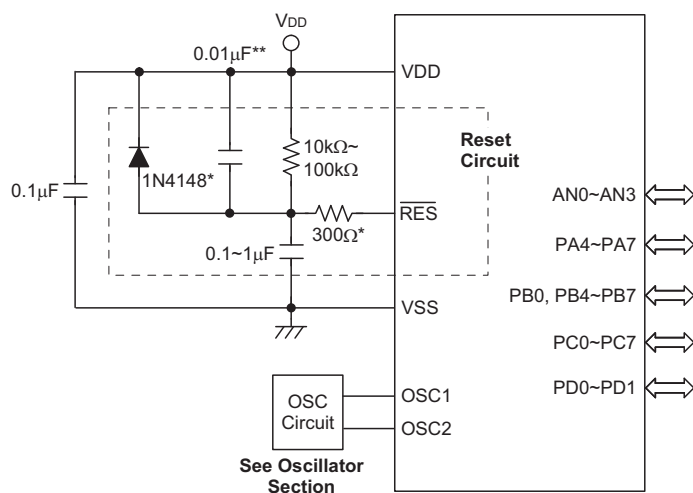 VDD
0.01μF**
VDD
Reset
Circuit
10kΩ~
100kΩ
1N4148*
0.1μF
AN0~AN3
RES
300Ω*
PA4~PA7
0.1~1μF
PB0, PB4~PB7
VSS
PC0~PC7
PD0~PD1
OSC
Circuit
OSC1
OSC2
See Oscillator
Section